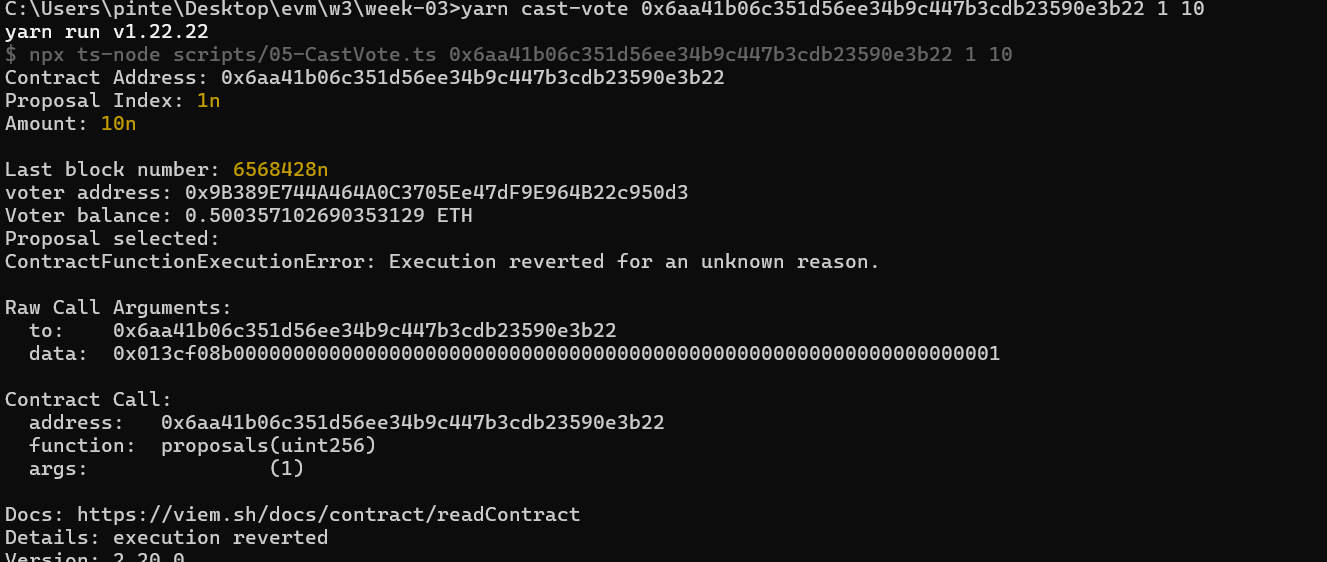 C:\Users\pinte\Desktop\evm\w3\week-03>yarn cast-vote 0x6aa41b06c351d56ee34b9c447b3cdb23590e3b22 1 10
yarn run v1.22.22
$ npx ts-node scripts/05-CastVote.ts 0x6aa41b06c351d56ee34b9c447b3cdb23590e3b22 1 10
Contract Address: 0x6aa41b06c351d56ee34b9c447b3cdb23590e3b22
Proposal Index: 1n
Amount: 10n
Last block number: 6568428n
voter address: 0x9B389E744A464A0C3705Ee47dF9E964B22c950d3
Voter balance: 0.500357102690353129 ETH
Proposal selected:
ContractFunctionExecutionError: Execution reverted for an unknown reason.
Raw Call Arguments:
to: 0x6aa41b06c351d56ee34b9c447b3cdb23590e3b22
data: 0x013cf08b0000000000000000000000000000000000000000000000000000000000000001
Contract Call:
address: 0x6aa41b06c351d56ee34b9c447b3cdb23590e3b22
function: proposals(uint256)
args: (1)
Docs: https://viem.sh/docs/contract/readContract
Details: execution reverted
Version: 2.20.0